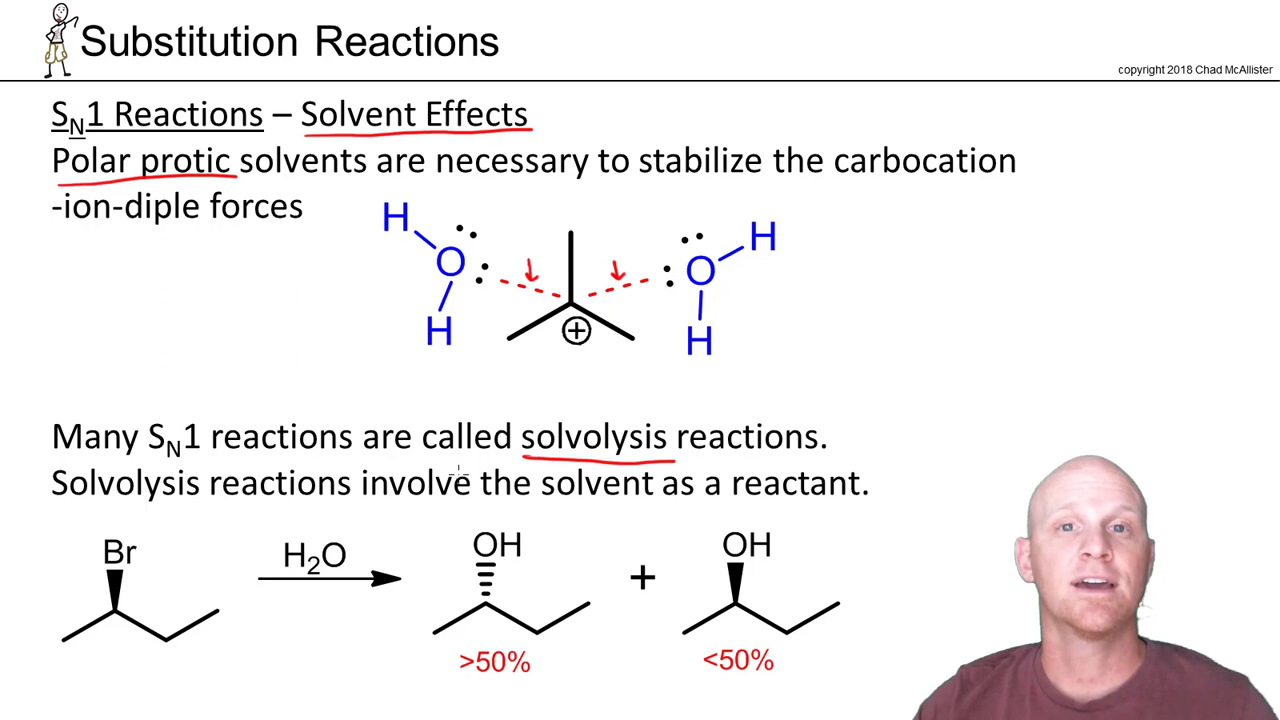 Substitution Reactions
copyright 2018 Chad McAllister
S_N1 Reactions – Solvent Effects
Polar protic solvents are necessary to stabilize the carbocation
-ion-diple forces
H
H
O
O
H
H
+
Many S_N1 reactions are called solvolysis reactions.
Solvolysis reactions involve the solvent as a reactant.
Br
H₂O
OH
+
OH
>50%
<50%